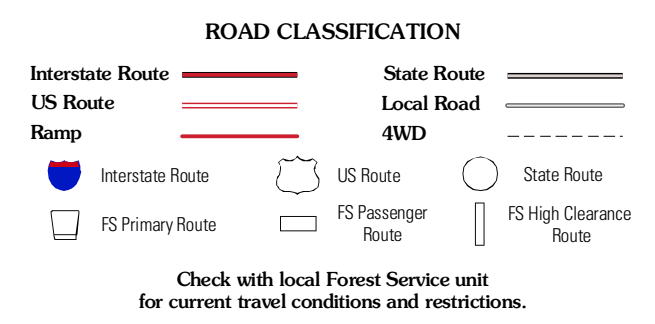 ROAD CLASSIFICATION
Interstate Route
State Route
US Route
Local Road
Ramp
4WD
Interstate Route
US Route
State Route
FS Primary Route
FS Passenger
Route
FS High Clearance
Route
Check with local Forest Service unit
for current travel conditions and restrictions.